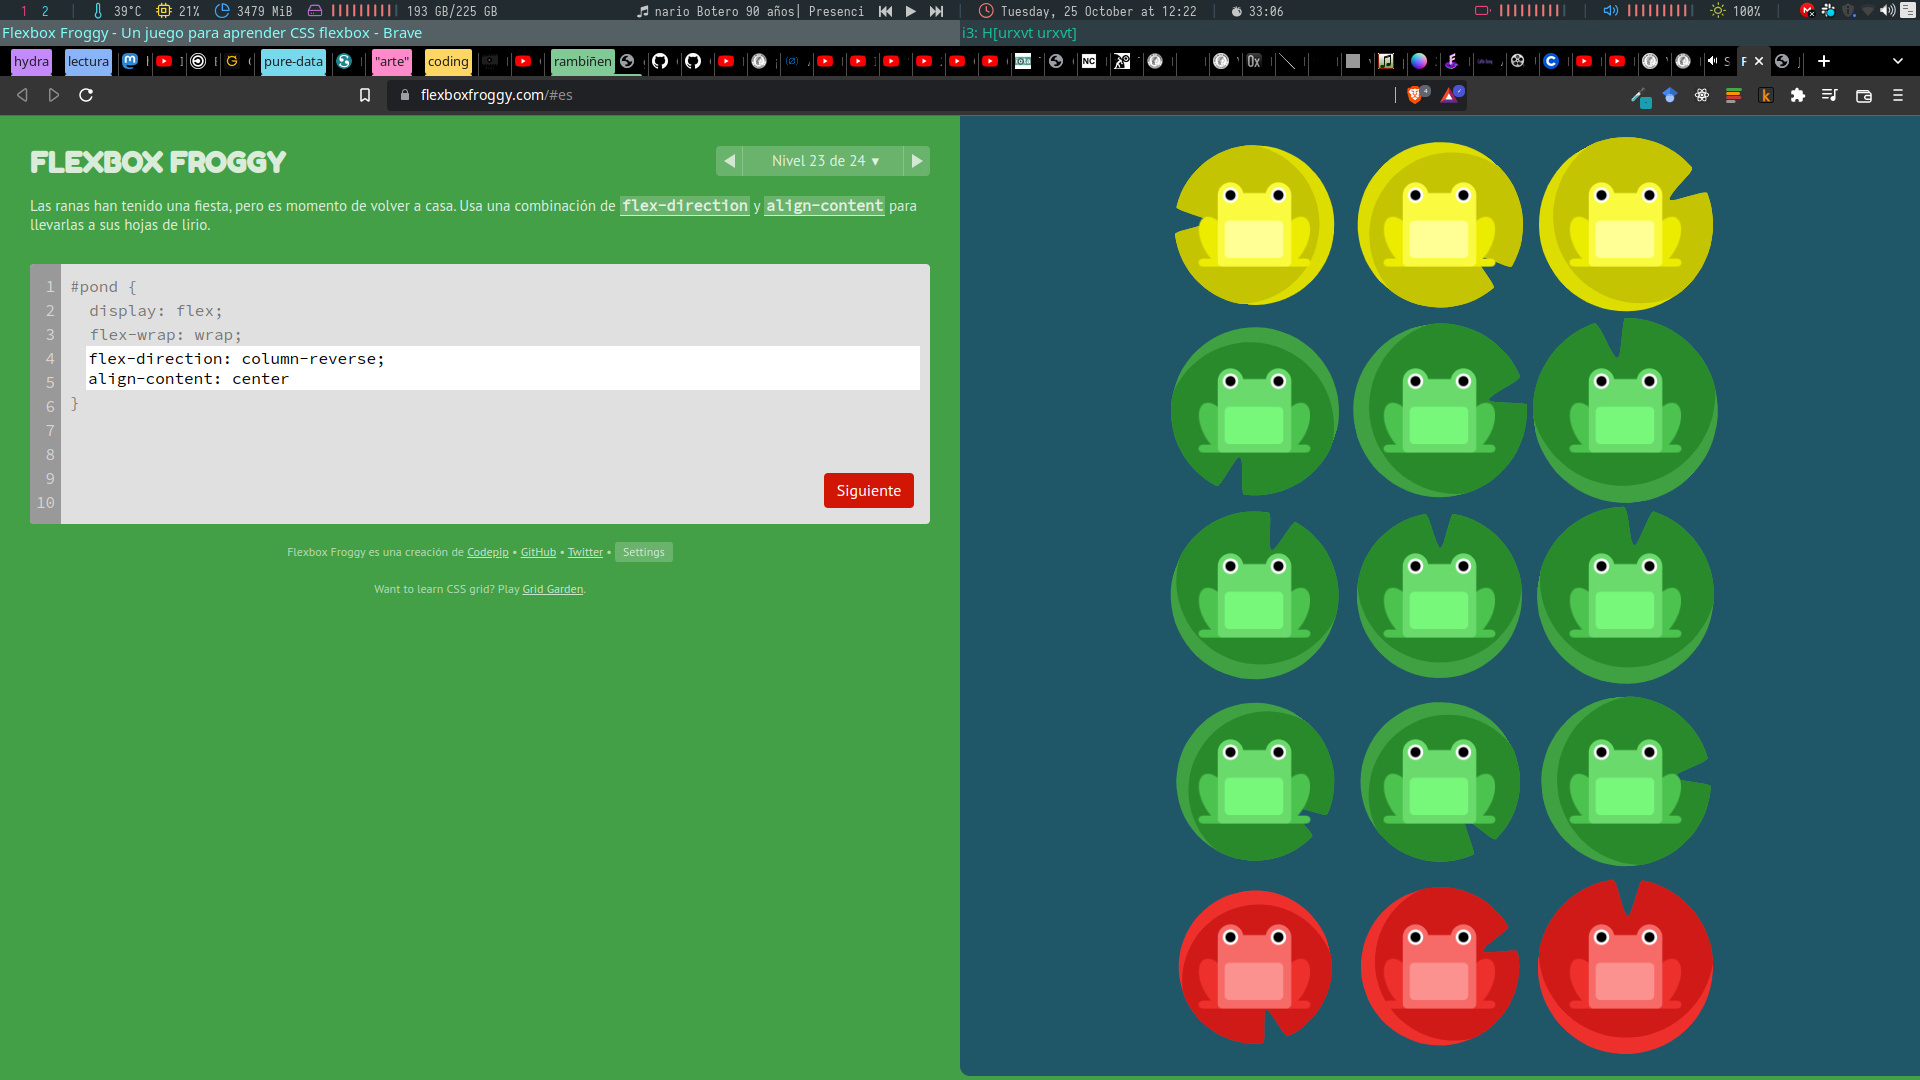 1 2 39°C 21% 3479 MiB 193 GB/225 GB nario Botero 90 años| Presenci Tuesday, 25 October at 12:22 33:06 100%
Flexbox Froggy - Un juego para aprender CSS flexbox - Brave
i3: H[urxvt urxvt]
hydra lectura pure-data "arte" coding rambiñen
flexboxfroggy.com/#es
FLEXBOX FROGGY
Nivel 23 de 24 ▾
Las ranas han tenido una fiesta, pero es momento de volver a casa. Usa una combinación de flex-direction y align-content para
llevarlas a sus hojas de lirio.
1 #pond {
2 display: flex;
3 flex-wrap: wrap;
4 flex-direction: column-reverse;
5 align-content: center
6 }
7
8
9
10
Siguiente
Flexbox Froggy es una creación de Codepip • GitHub • Twitter • Settings
Want to learn CSS grid? Play Grid Garden.